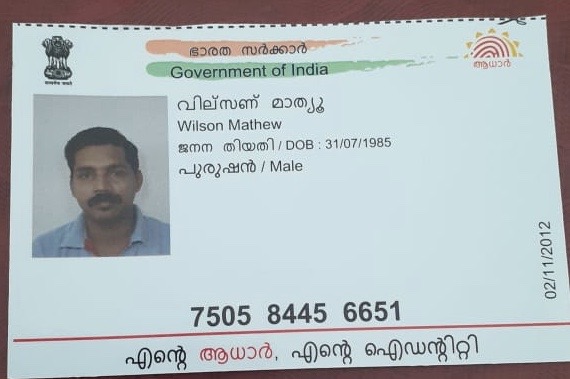 ഭാരത സർക്കാർ
Government of India
ആധാർ
വില്സണ് മാത്യൂ
Wilson Mathew
ജനന തിയതി / DOB : 31/07/1985
പുരുഷൻ / Male
02/11/2012
7505 8445 6651
എന്റെ ആധാർ, എന്റെ ഐഡന്റിറ്റി